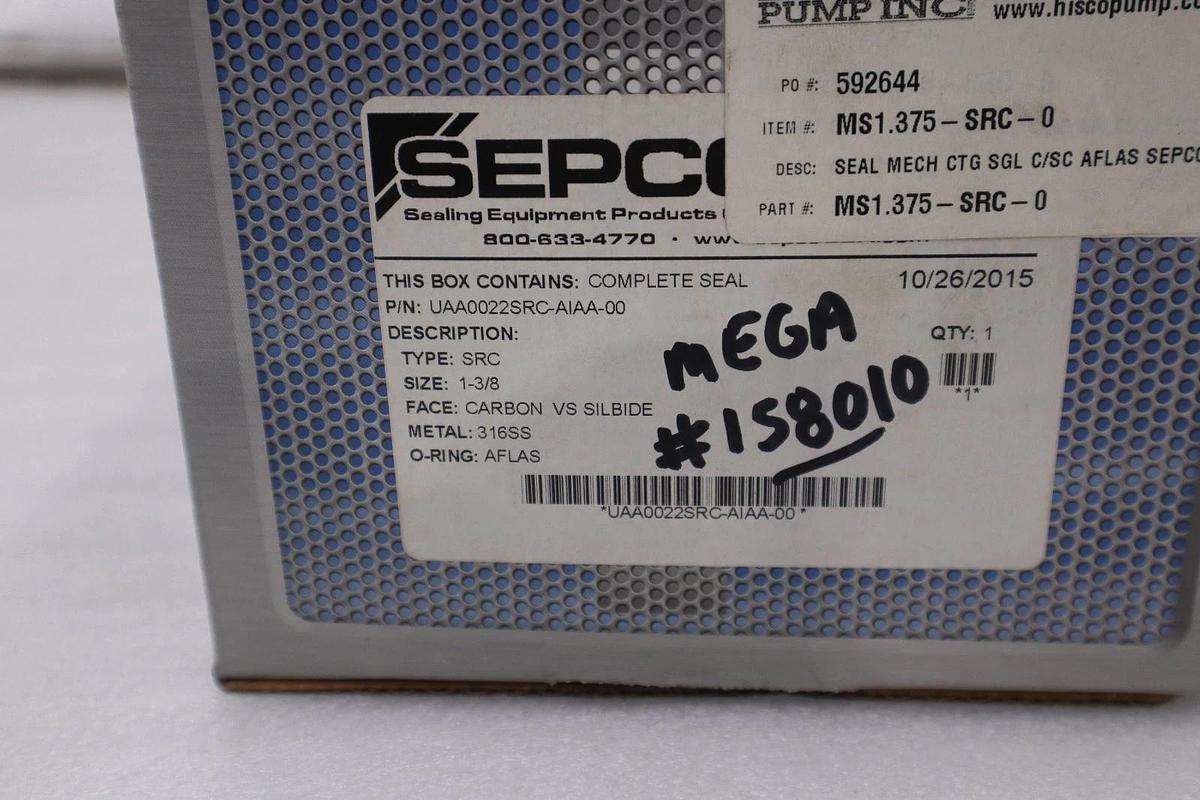 PUMP INC
www.hiscopump.co
PO #: 592644
ITEM #: MS1.375-SRC-0
DESC: SEAL MECH CTG SGL C/SC AFLAS SEPCO
PART #: MS1.375-SRC-0
SEPCO
Sealing Equipment Products
800-633-4770 · www.
THIS BOX CONTAINS: COMPLETE SEAL
10/26/2015
P/N: UAA0022SRC-AIAA-00
DESCRIPTION:
QTY: 1
TYPE: SRC
SIZE: 1-3/8
*1*
FACE: CARBON VS SILBIDE
METAL: 316SS
O-RING: AFLAS
MEGA
#158010
*UAA0022SRC-AIAA-00*